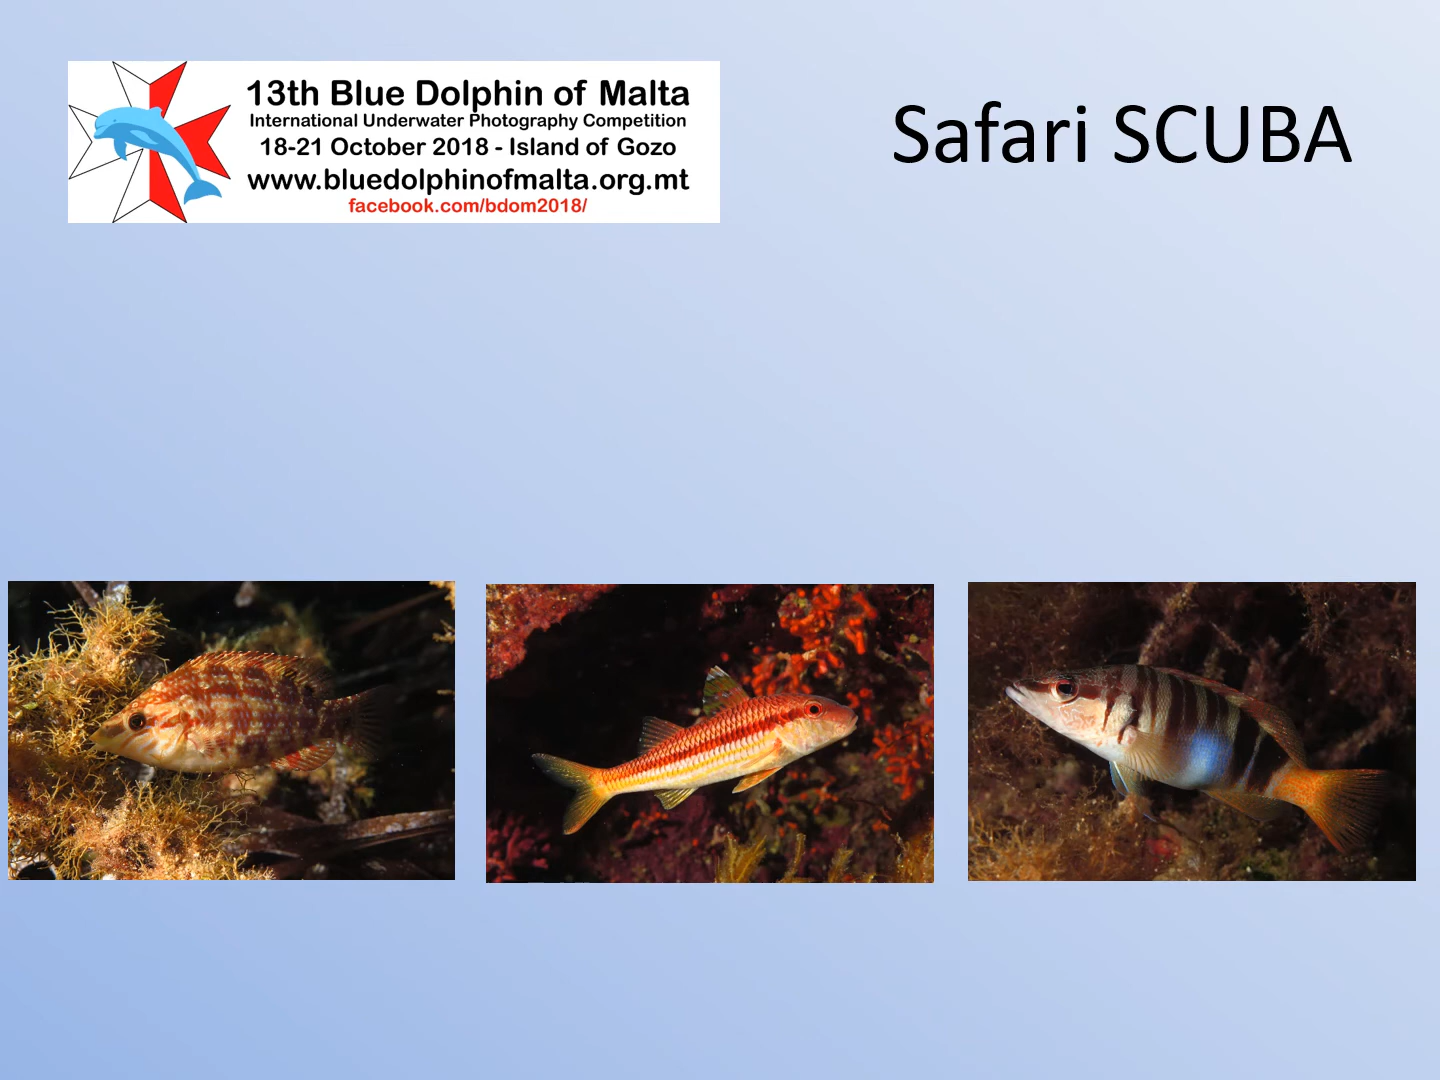 13th Blue Dolphin of Malta
International Underwater Photography Competition
18-21 October 2018 - Island of Gozo
www.bluedolphinofmalta.org.mt
facebook.com/bdom2018/
Safari SCUBA